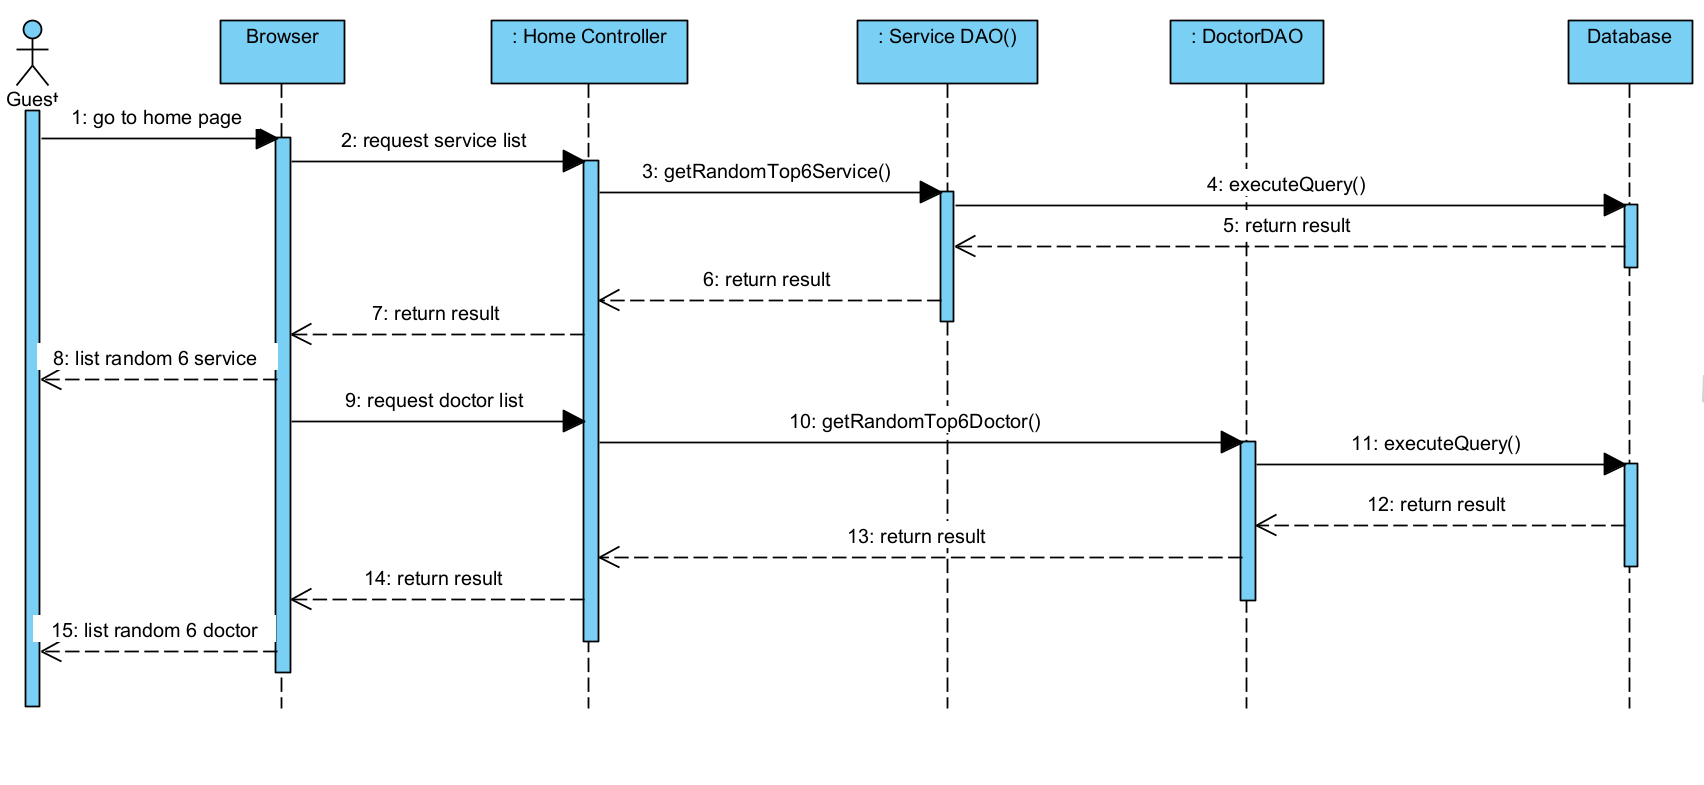 Guest
Browser
: Home Controller
: Service DAO()
: DoctorDAO
Database
1: go to home page
2: request service list
3: getRandomTop6Service()
4: executeQuery()
5: return result
6: return result
7: return result
8: list random 6 service
9: request doctor list
10: getRandomTop6Doctor()
11: executeQuery()
12: return result
13: return result
14: return result
15: list random 6 doctor